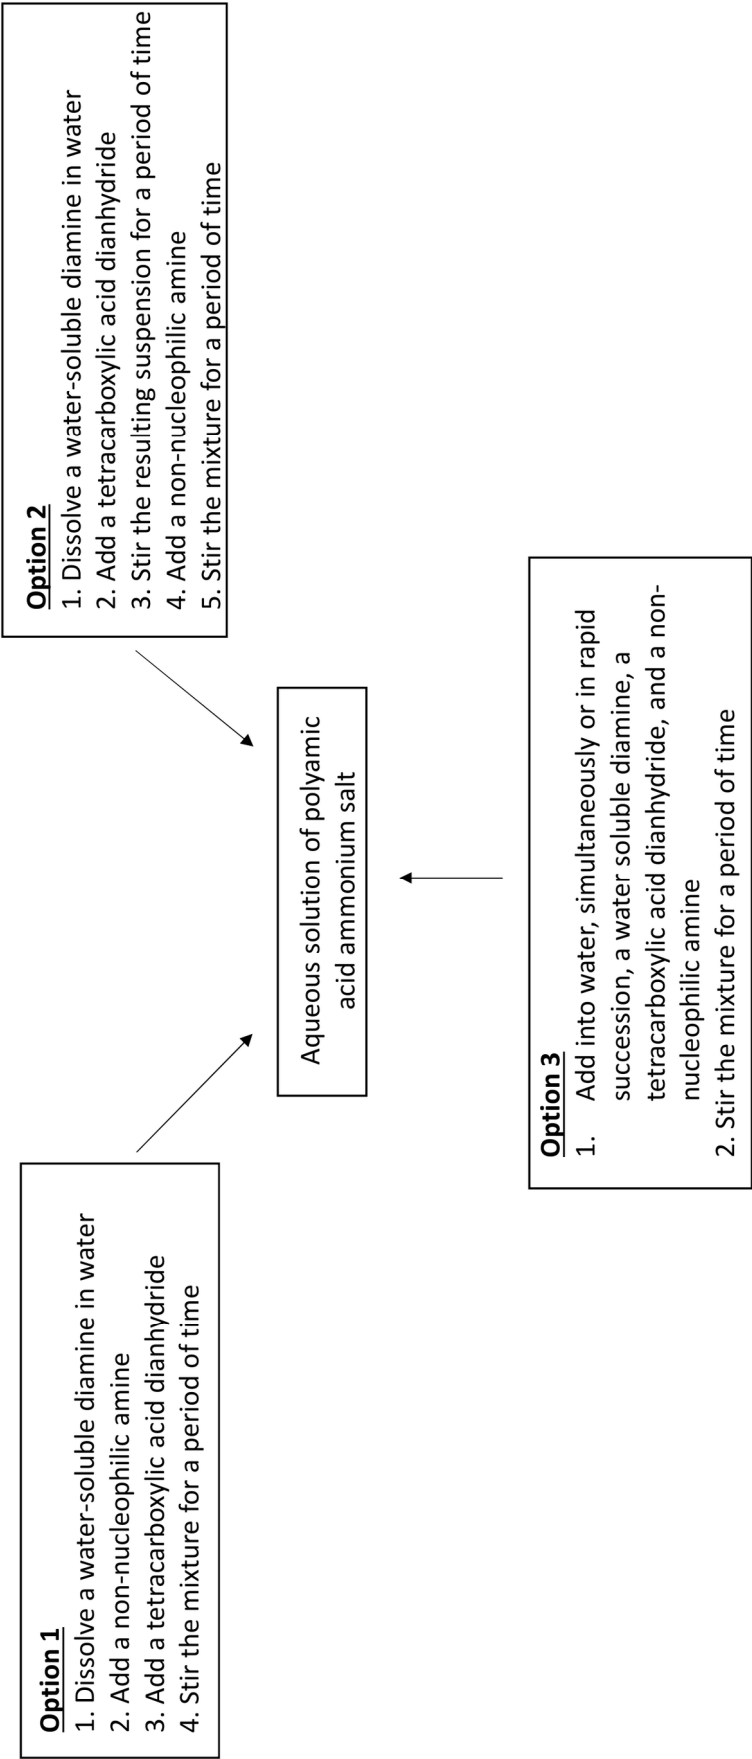 Option 1
1. Dissolve a water-soluble diamine in water
2. Add a non-nucleophilic amine
3. Add a tetracarboxylic acid dianhydride
4. Stir the mixture for a period of time
Option 2
1. Dissolve a water-soluble diamine in water
2. Add a tetracarboxylic acid dianhydride
3. Stir the resulting suspension for a period of time
4. Add a non-nucleophilic amine
5. Stir the mixture for a period of time
Aqueous solution of polyamic
acid ammonium salt
Option 3
1. Add into water, simultaneously or in rapid
succession, a water soluble diamine, a
tetracarboxylic acid dianhydride, and a non-
nucleophilic amine
2. Stir the mixture for a period of time